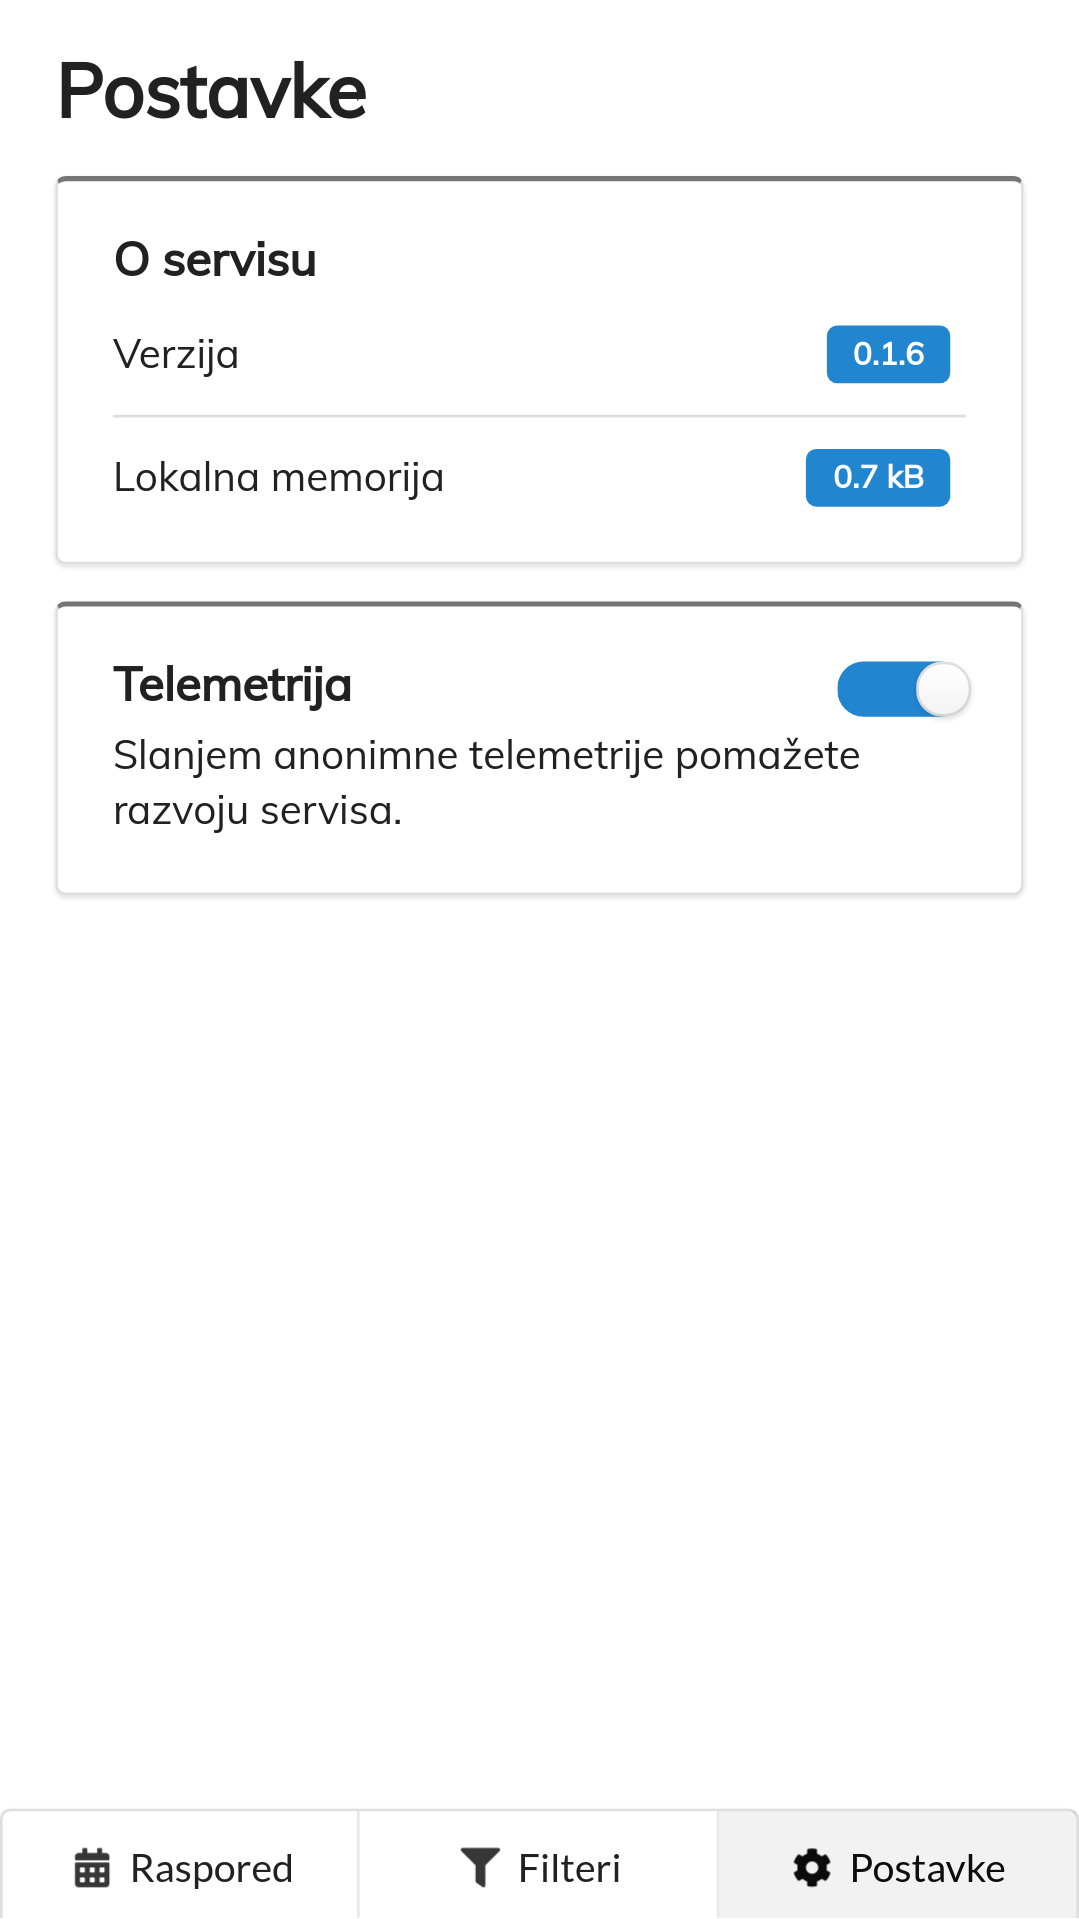 Postavke
O servisu
Verzija 0.1.6
Lokalna memorija 0.7 kB
Telemetrija
Slanjem anonimne telemetrije pomažete
razvoju servisa.
Raspored Filteri Postavke